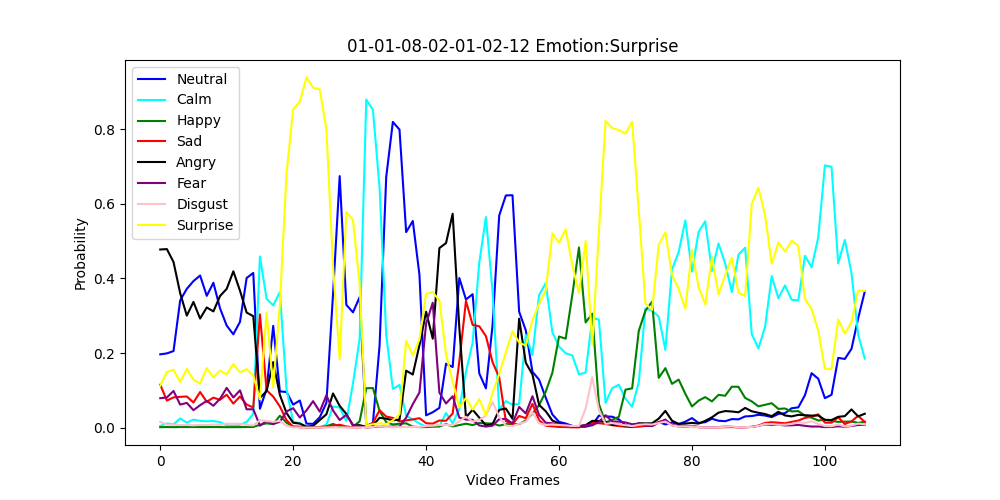 01-01-08-02-01-02-12 Emotion:Surprise
Neutral
Calm
Happy
Sad
Angry
Fear
Disgust
Surprise
Probability
0.8
0.6
0.4
0.2
0.0
0 20 40 60 80 100
Video Frames